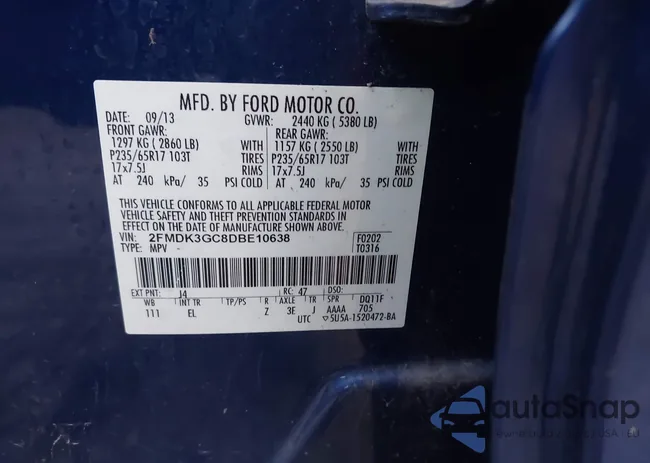 MFD. BY FORD MOTOR CO.
DATE: 09/13 GVWR: 2440 KG ( 5380 LB)
FRONT GAWR: REAR GAWR:
1297 KG ( 2860 LB) WITH 1157 KG ( 2550 LB) WITH
P235/65R17 103T TIRES P235/65R17 103T TIRES
17x7.5J RIMS 17x7.5J RIMS
AT 240 kPa/ 35 PSI COLD AT 240 kPa/ 35 PSI COLD
THIS VEHICLE CONFORMS TO ALL APPLICABLE FEDERAL MOTOR
VEHICLE SAFETY AND THEFT PREVENTION STANDARDS IN
EFFECT ON THE DATE OF MANUFACTURE SHOWN ABOVE.
VIN: 2FMDK3GC8DBE10638 F0202
TYPE: MPV T0316
EXT PNT: J4 RC: 47 DSO:
WB INT TR TP/PS R AXLE TR SPR DQ11F
111 EL Z 3E J AAAA 705
UTC ▽5U5A-1520472-BA
autoSnap